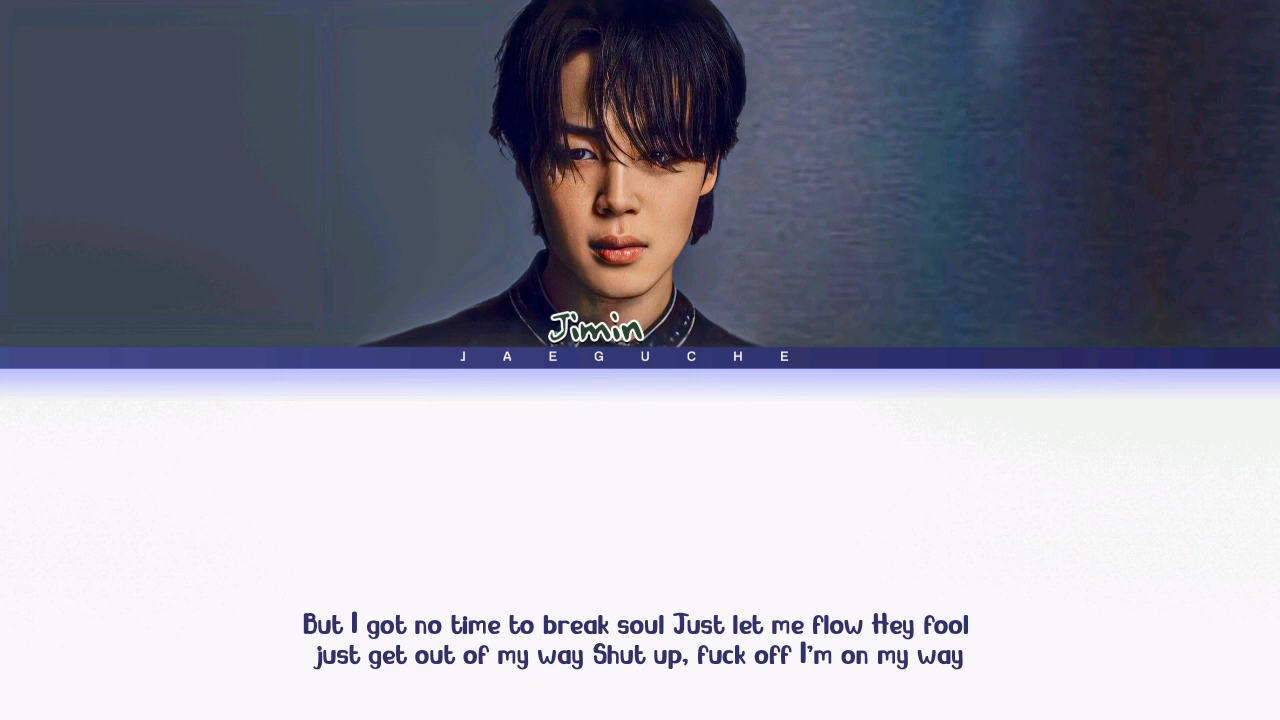 Jimin
JAEGUCHE
But I got no time to break soul Just let me flow Hey fool
just get out of my way Shut up, fuck off I'm on my way